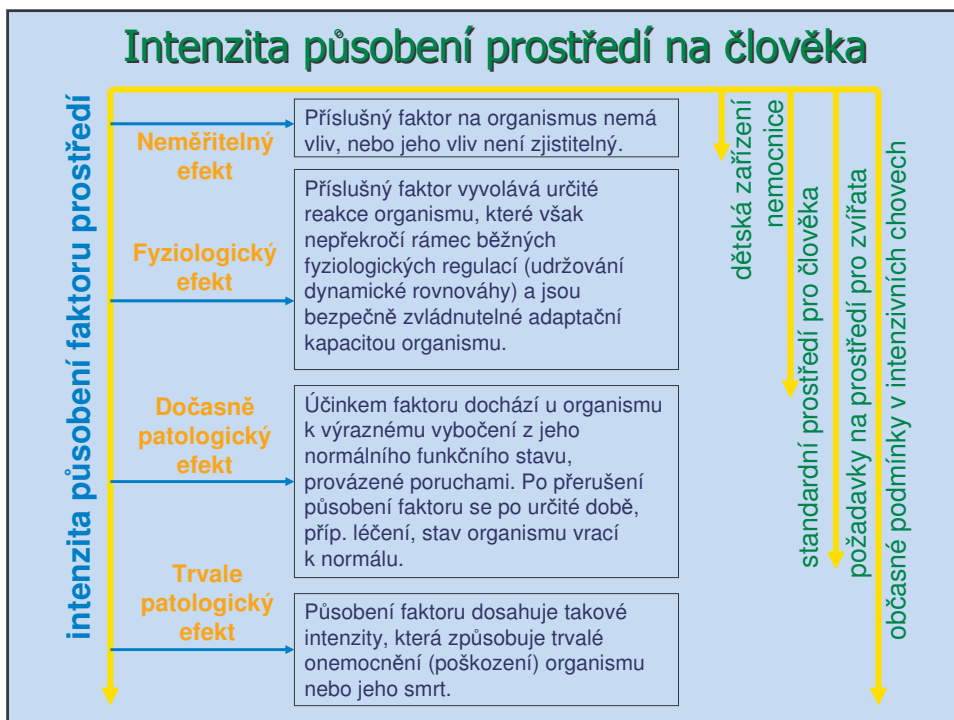 Intenzita působení prostředí na člověka
intenzita působení faktoru prostředí
Neměřitelný
efekt
Příslušný faktor na organismus nemá
vliv, nebo jeho vliv není zjistitelný.
Fyziologický
efekt
Příslušný faktor vyvolává určité
reakce organismu, které však
nepřekročí rámec běžných
fyziologických regulací (udržování
dynamické rovnováhy) a jsou
bezpečně zvládnutelné adaptační
kapacitou organismu.
Dočasně
patologický
efekt
Účinkem faktoru dochází u organismu
k výraznému vybočení z jeho
normálního funkčního stavu,
provázené poruchami. Po přerušení
působení faktoru se po určité době,
příp. léčení, stav organismu vrací
k normálu.
Trvale
patologický
efekt
Působení faktoru dosahuje takové
intenzity, která způsobuje trvalé
onemocnění (poškození) organismu
nebo jeho smrt.
dětská zařízení
nemocnice
standardní prostředí pro člověka
požadavky na prostředí pro zvířata
občasné podmínky v intenzivních chovech